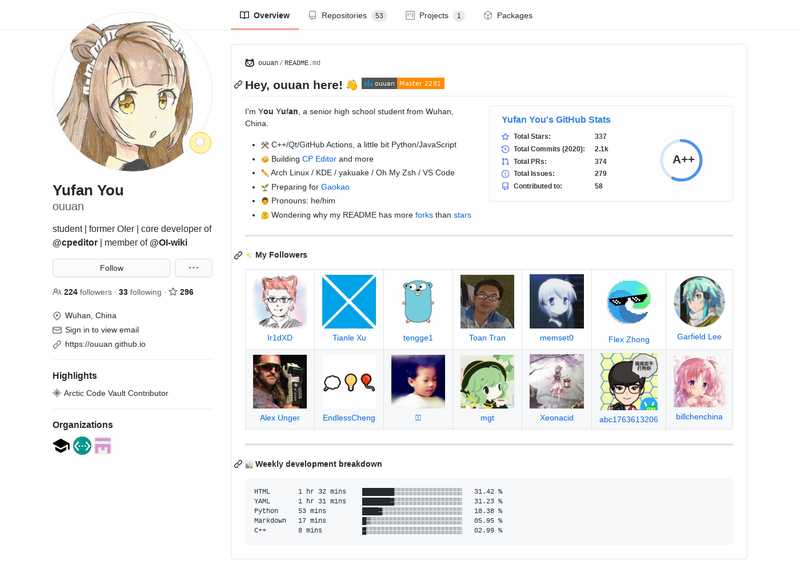 Overview
Repositories 53
Projects 1
Packages
Yufan You
ouuan
student | former OIer | core developer of
@cpeditor | member of @OI-wiki
Follow
224 followers · 33 following · 296
Wuhan, China
Sign in to view email
https://ouuan.github.io
Highlights
Arctic Code Vault Contributor
Organizations
ouuan / README.md
Hey, ouuan here! 👋
ouuan Master 2281
I'm You Yufan, a senior high school student from Wuhan,
China.
C++/Qt/GitHub Actions, a little bit Python/JavaScript
Building CP Editor and more
Arch Linux / KDE / yakuake / Oh My Zsh / VS Code
Preparing for Gaokao
Pronouns: he/him
Wondering why my README has more forks than stars
Yufan You's GitHub Stats
Total Stars: 337
Total Commits (2020): 2.1k
Total PRs: 374
Total Issues: 279
Contributed to: 58
A++
My Followers
Ir1dXD
Tianle Xu
tengge1
Toan Tran
memset0
Flex Zhong
Garfield Lee
Alex Unger
EndlessCheng
mgt
Xeonacid
abc1763613206
billchenchina
Weekly development breakdown
HTML 1 hr 32 mins 31.42 %
YAML 1 hr 31 mins 31.23 %
Python 53 mins 18.38 %
Markdown 17 mins 05.95 %
C++ 8 mins 02.99 %